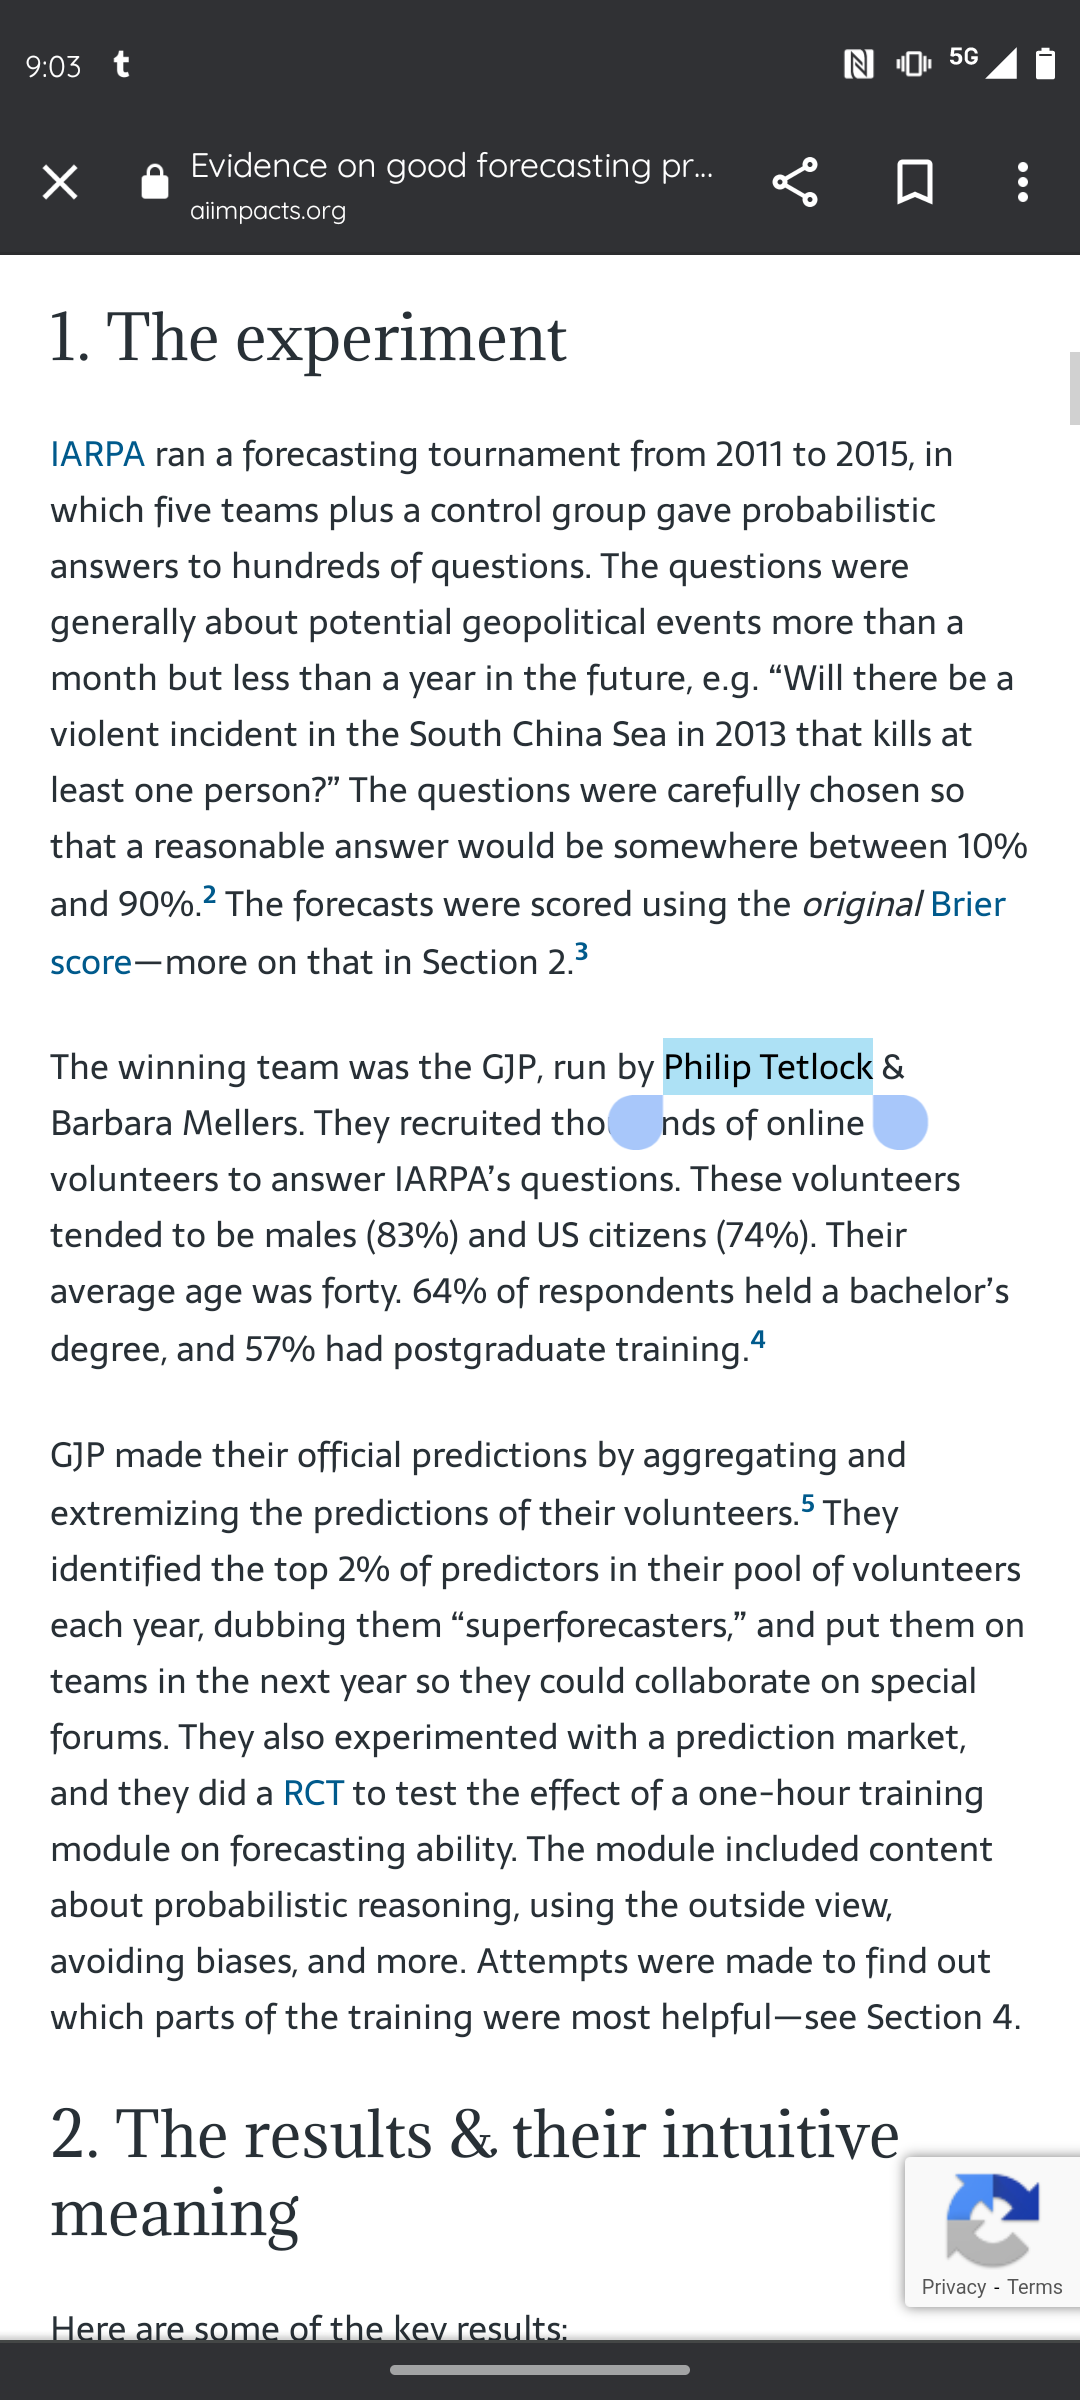 9:03 t 5G
Evidence on good forecasting pr...
aiimpacts.org
1. The experiment
IARPA ran a forecasting tournament from 2011 to 2015, in
which five teams plus a control group gave probabilistic
answers to hundreds of questions. The questions were
generally about potential geopolitical events more than a
month but less than a year in the future, e.g. “Will there be a
violent incident in the South China Sea in 2013 that kills at
least one person?” The questions were carefully chosen so
that a reasonable answer would be somewhere between 10%
and 90%.2 The forecasts were scored using the original Brier
score—more on that in Section 2.3
The winning team was the GJP, run by Philip Tetlock &
Barbara Mellers. They recruited tho nds of online
volunteers to answer IARPA’s questions. These volunteers
tended to be males (83%) and US citizens (74%). Their
average age was forty. 64% of respondents held a bachelor’s
degree, and 57% had postgraduate training.4
GJP made their official predictions by aggregating and
extremizing the predictions of their volunteers.5 They
identified the top 2% of predictors in their pool of volunteers
each year, dubbing them “superforecasters,” and put them on
teams in the next year so they could collaborate on special
forums. They also experimented with a prediction market,
and they did a RCT to test the effect of a one-hour training
module on forecasting ability. The module included content
about probabilistic reasoning, using the outside view,
avoiding biases, and more. Attempts were made to find out
which parts of the training were most helpful—see Section 4.
2. The results & their intuitive
meaning
Privacy - Terms
Here are some of the key results: